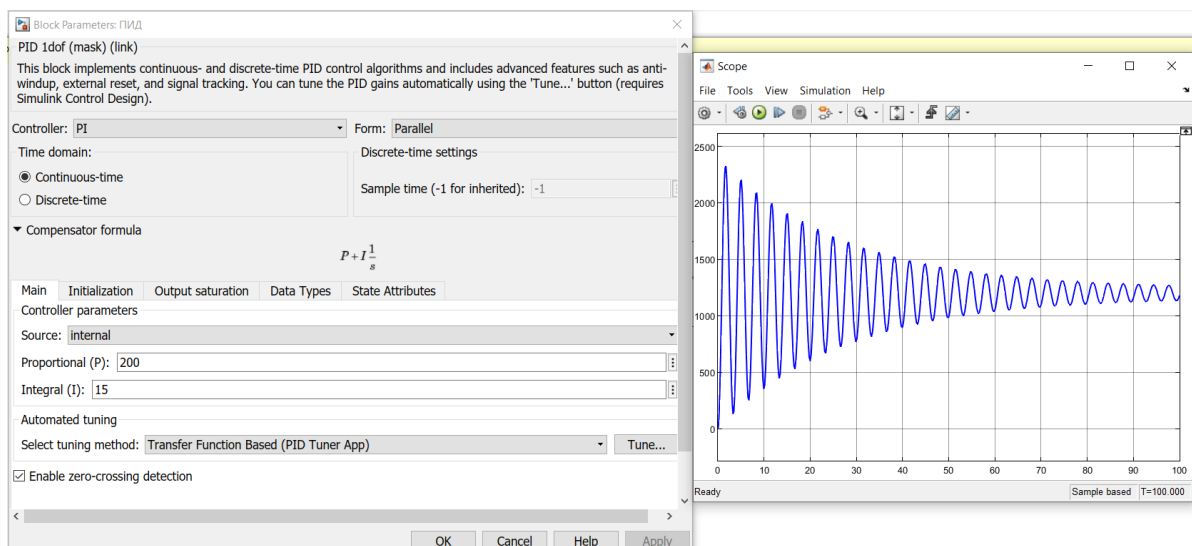 Block Parameters: ПИД
PID 1dof (mask) (link)
This block implements continuous- and discrete-time PID control algorithms and includes advanced features such as anti-
windup, external reset, and signal tracking. You can tune the PID gains automatically using the 'Tune...' button (requires
Simulink Control Design).
Controller: PI
Form: Parallel
Time domain:
Continuous-time
Discrete-time
Discrete-time settings
Sample time (-1 for inherited): -1
Compensator formula
P+I1/s
Main Initialization Output saturation Data Types State Attributes
Controller parameters
Source: internal
Proportional (P): 200
Integral (I): 15
Automated tuning
Select tuning method: Transfer Function Based (PID Tuner App) Tune...
Enable zero-crossing detection
OK Cancel Help Apply
Scope
File Tools View Simulation Help
2500
2000
1500
1000
500
0
0 10 20 30 40 50 60 70 80 90 100
Ready Sample based T=100.000